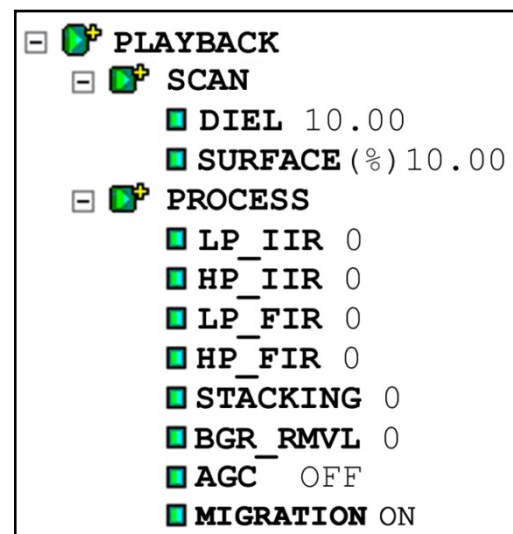 PLAYBACK
SCAN
DIEL 10.00
SURFACE(%)10.00
PROCESS
LP_IIR 0
HP_IIR 0
LP_FIR 0
HP_FIR 0
STACKING 0
BGR_RMVL 0
AGC OFF
MIGRATION ON